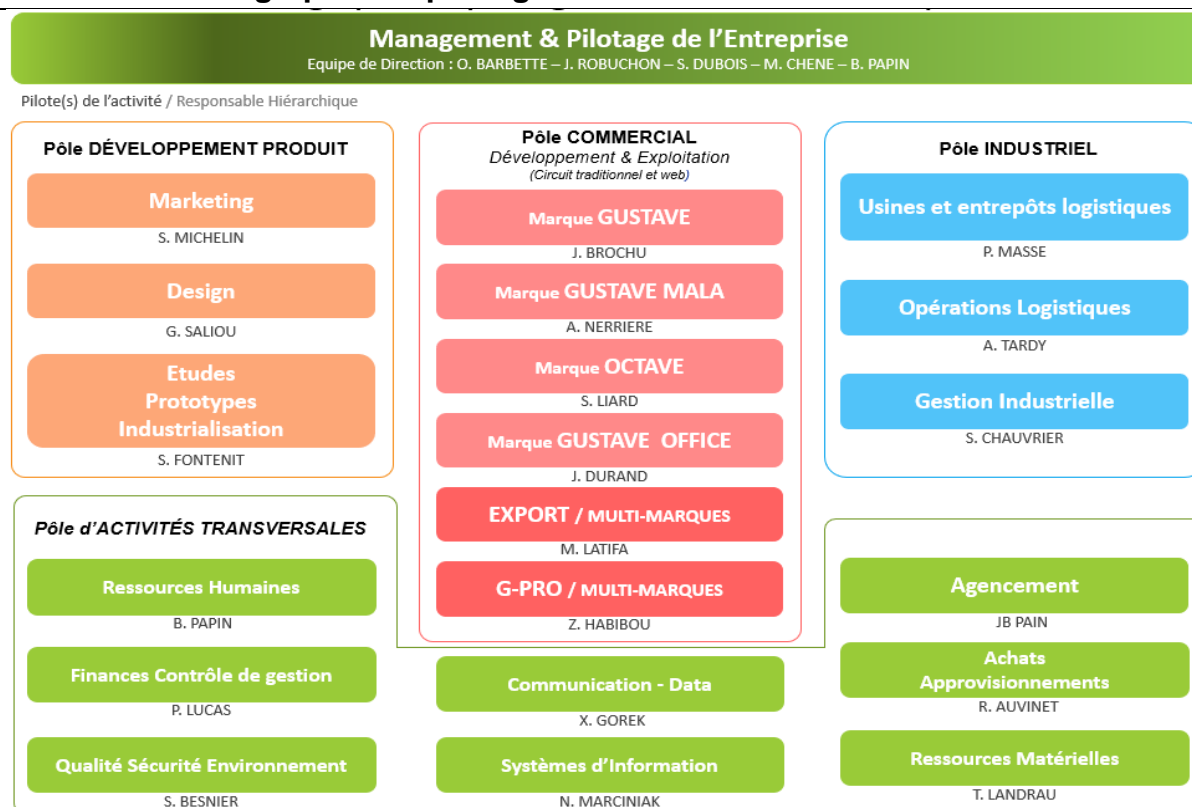 Management & Pilotage de l’Entreprise
Equipe de Direction : O. BARBETTE – J. ROBUCHON – S. DUBOIS – M. CHENE – B. PAPIN
Pilote(s) de l’activité / Responsable Hiérarchique
Pôle DÉVELOPPEMENT PRODUIT
Marketing
S. MICHELIN
Design
G. SALIOU
Etudes
Prototypes
Industrialisation
S. FONTENIT
Pôle COMMERCIAL
Développement & Exploitation
(Circuit traditionnel et web)
Marque GUSTAVE
J. BROCHU
Marque GUSTAVE MALA
A. NERRIERE
Marque OCTAVE
S. LIARD
Marque GUSTAVE OFFICE
J. DURAND
EXPORT / MULTI-MARQUES
M. LATIFA
G-PRO / MULTI-MARQUES
Z. HABIBOU
Pôle INDUSTRIEL
Usines et entrepôts logistiques
P. MASSE
Opérations Logistiques
A. TARDY
Gestion Industrielle
S. CHAUVRIER
Pôle d’ACTIVITÉS TRANSVERSALES
Ressources Humaines
B. PAPIN
Finances Contrôle de gestion
P. LUCAS
Qualité Sécurité Environnement
S. BESNIER
Communication - Data
X. GOREK
Systèmes d’Information
N. MARCINIAK
Agencement
JB PAIN
Achats
Approvisionnements
R. AUVINET
Ressources Matérielles
T. LANDRAU